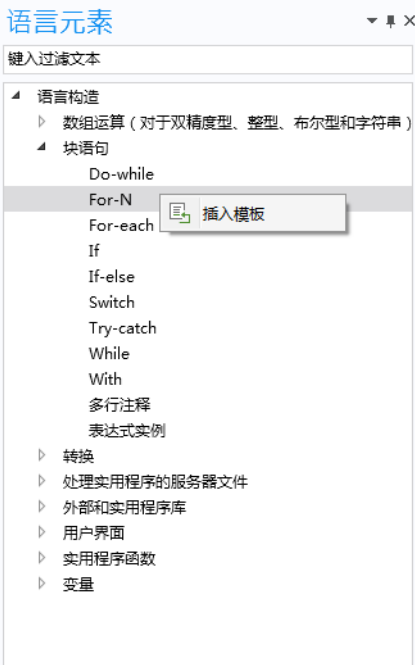 语言元素
键入过滤文本
语言构造
数组运算（对于双精度型、整型、布尔型和字符串）
块语句
Do-while
For-N
插入模板
For-each
If
If-else
Switch
Try-catch
While
With
多行注释
表达式实例
转换
处理实用程序的服务器文件
外部和实用程序库
用户界面
实用程序函数
变量